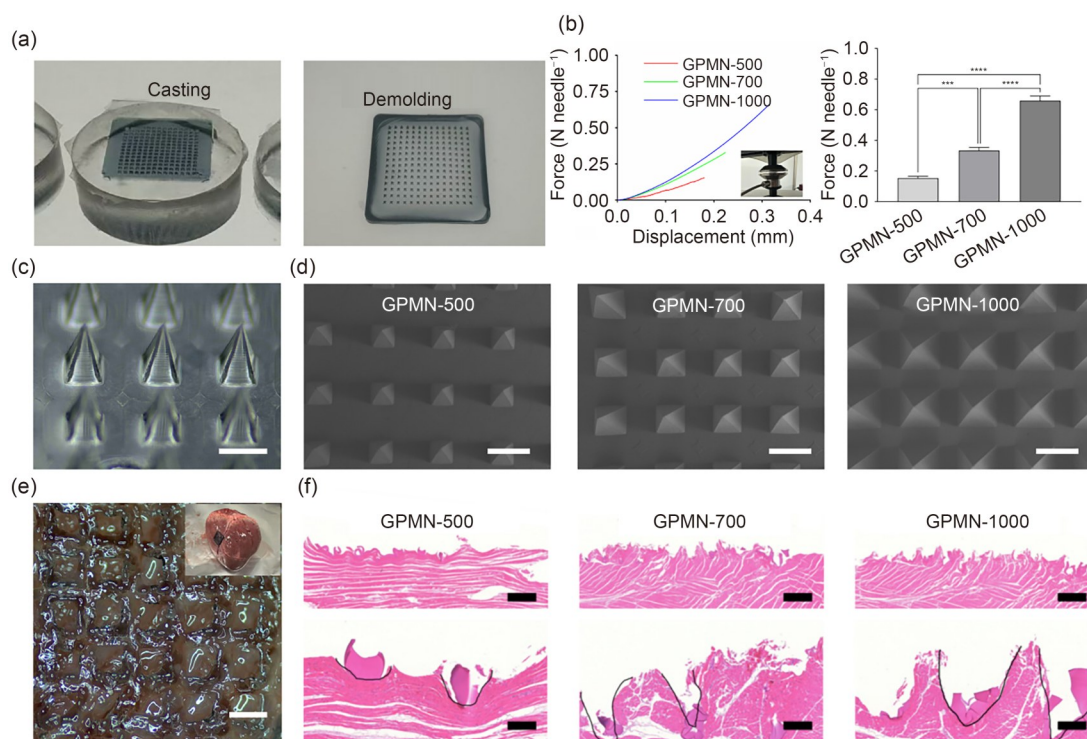 (a)
Casting
Demolding
(b)
Force (N needle⁻¹)
1.00
0.75
0.50
0.25
0.00
0.0
0.1
0.2
0.3
0.4
Displacement (mm)
GPMN-500
GPMN-700
GPMN-1000
Force (N needle⁻¹)
1.0
0.8
0.6
0.4
0.2
0
****
***
****
GPMN-500
GPMN-700
GPMN-1000
(c)
(d)
GPMN-500
GPMN-700
GPMN-1000
(e)
(f)
GPMN-500
GPMN-700
GPMN-1000